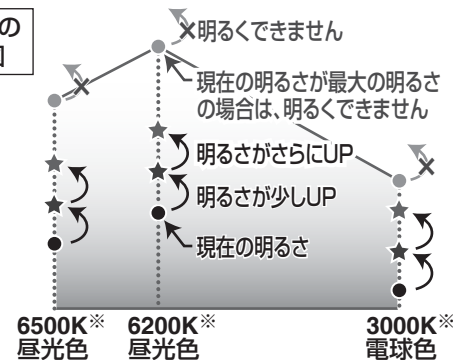 の
明るくできません
現在の明るさが最大の明るさ
の場合は、明るくできません
明るさがさらにUP
明るさが少しUP
現在の明るさ
6500K※ 6200K※ 3000K※
昼光色 昼光色 電球色